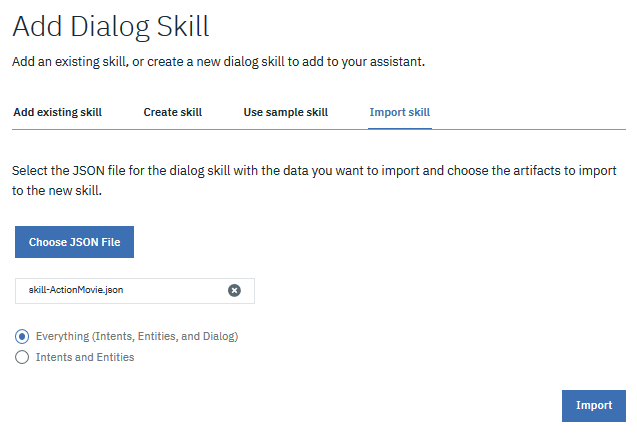 Add Dialog Skill
Add an existing skill, or create a new dialog skill to add to your assistant.
Add existing skill
Create skill
Use sample skill
Import skill
Select the JSON file for the dialog skill with the data you want to import and choose the artifacts to import
to the new skill.
Choose JSON File
skill-ActionMovie.json
Everything (Intents, Entities, and Dialog)
Intents and Entities
Import